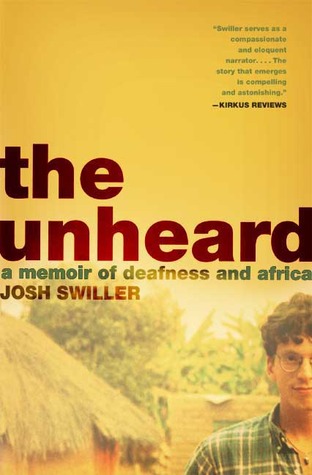 “Swiller serves as a
compassionate
and eloquent
narrator. . . . The
story that emerges
is compelling
and astonishing.”
—KIRKUS REVIEWS
the
unheard
a memoir of deafness and africa
JOSH SWILLER